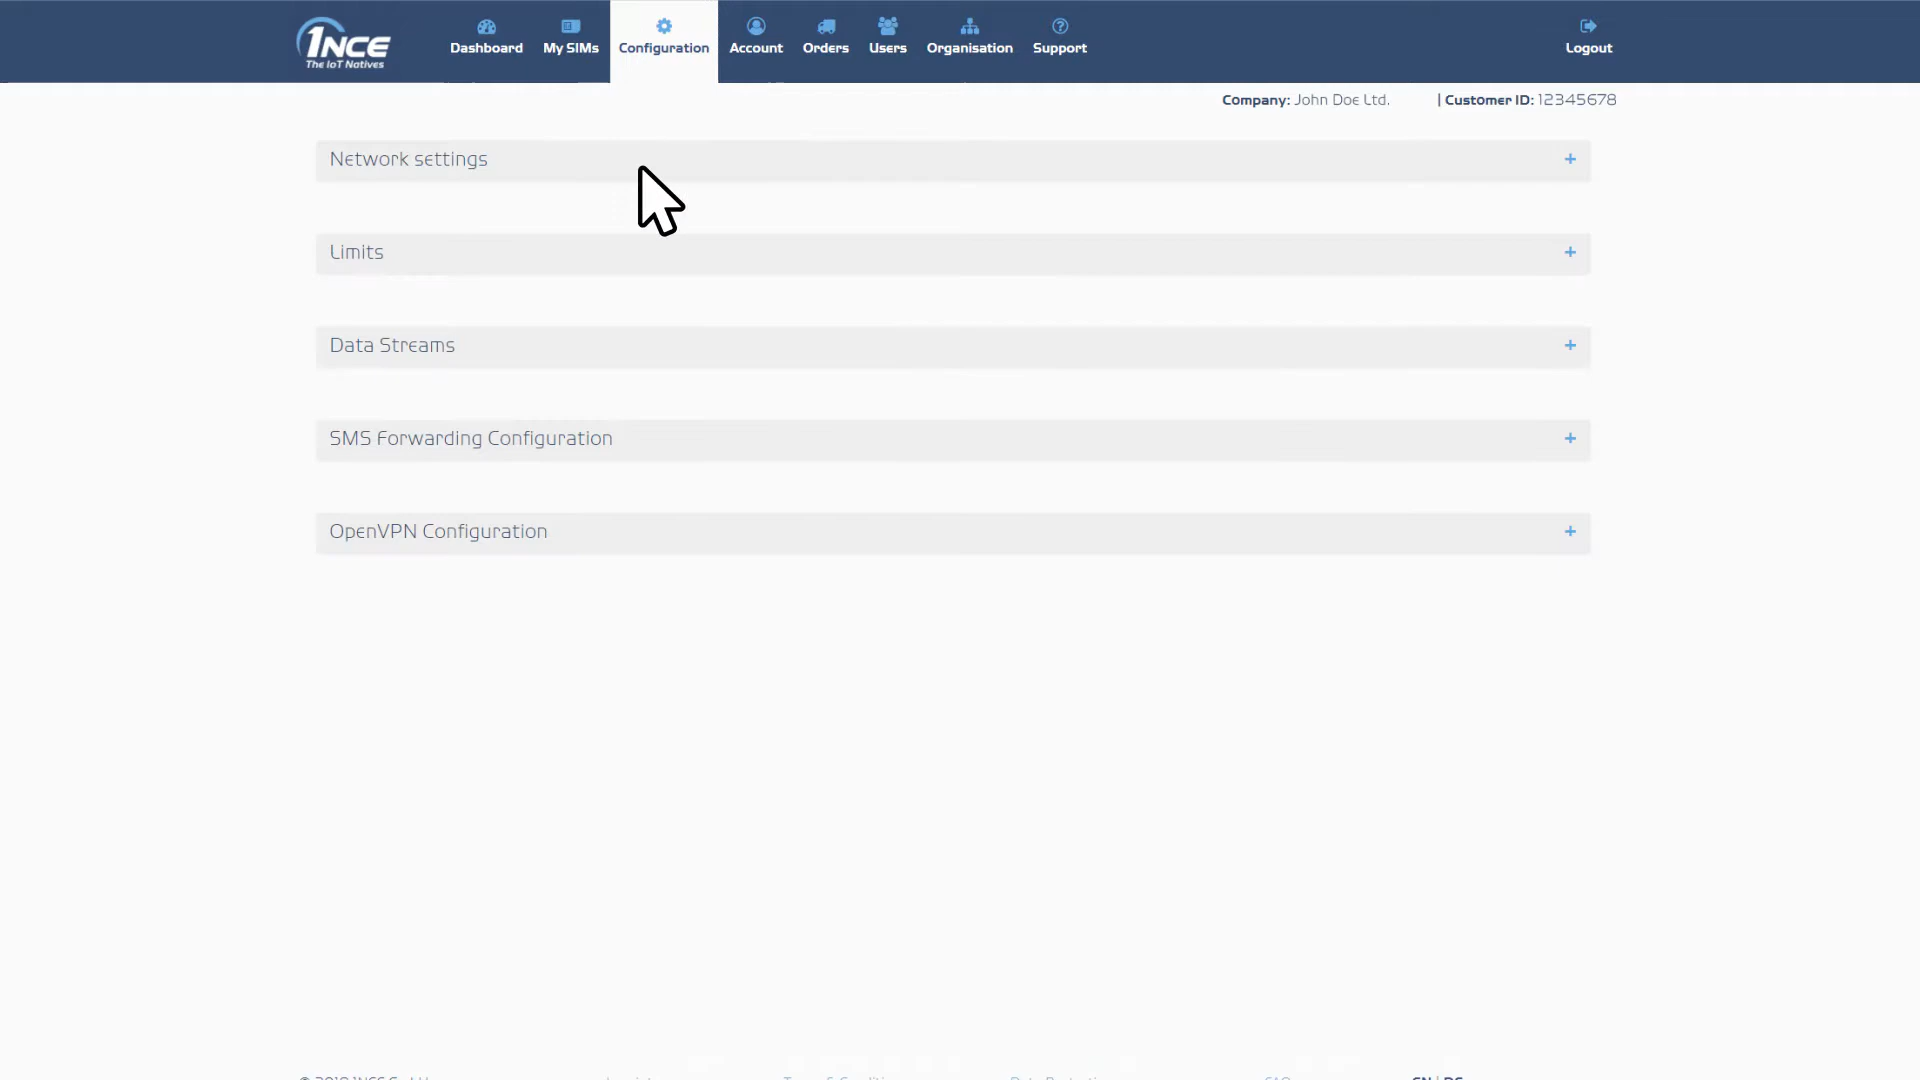 1NCE
The IoT Natives
Dashboard
My SIMs
Configuration
Account
Orders
Users
Organisation
Support
Logout
Company: John Doe Ltd. | Customer ID: 12345678
Network settings
Limits
Data Streams
SMS Forwarding Configuration
OpenVPN Configuration